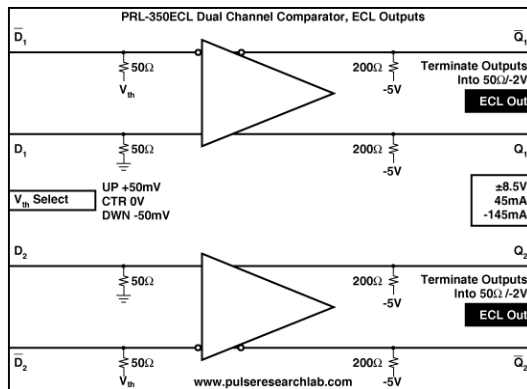 PRL-350ECL Dual Channel Comparator, ECL Outputs
D̅1
Q̅1
50Ω
Vth
200Ω
-5V
Terminate Outputs
Into 50Ω/-2V
ECL Out
D1
Q1
50Ω
200Ω
-5V
Vth Select
UP +50mV
CTR 0V
DWN -50mV
±8.5V
45mA
-145mA
D2
Q2
50Ω
200Ω
-5V
Terminate Outputs
Into 50Ω/-2V
ECL Out
D̅2
Q̅2
50Ω
Vth
200Ω
-5V
www.pulseresearchlab.com